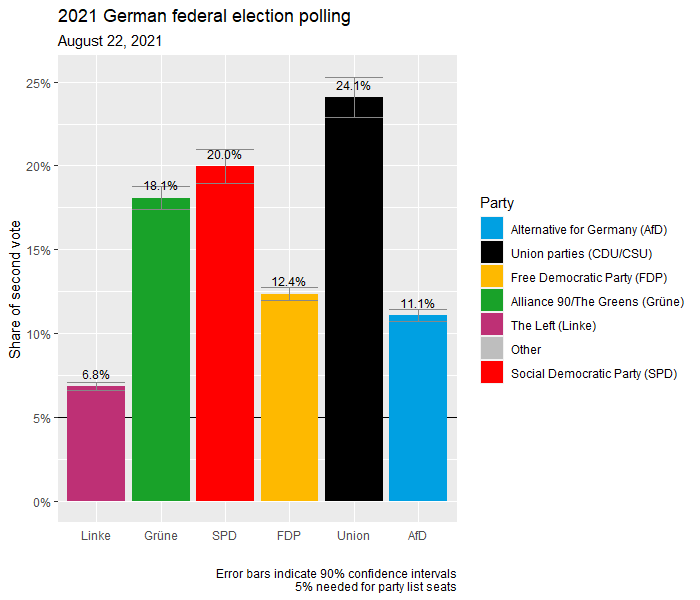 2021 German federal election polling
August 22, 2021
Share of second vote
25%
20%
15%
10%
5%
0%
6.8%
18.1%
20.0%
12.4%
24.1%
11.1%
Linke
Grüne
SPD
FDP
Union
AfD
Party
Alternative for Germany (AfD)
Union parties (CDU/CSU)
Free Democratic Party (FDP)
Alliance 90/The Greens (Grüne)
The Left (Linke)
Other
Social Democratic Party (SPD)
Error bars indicate 90% confidence intervals
5% needed for party list seats